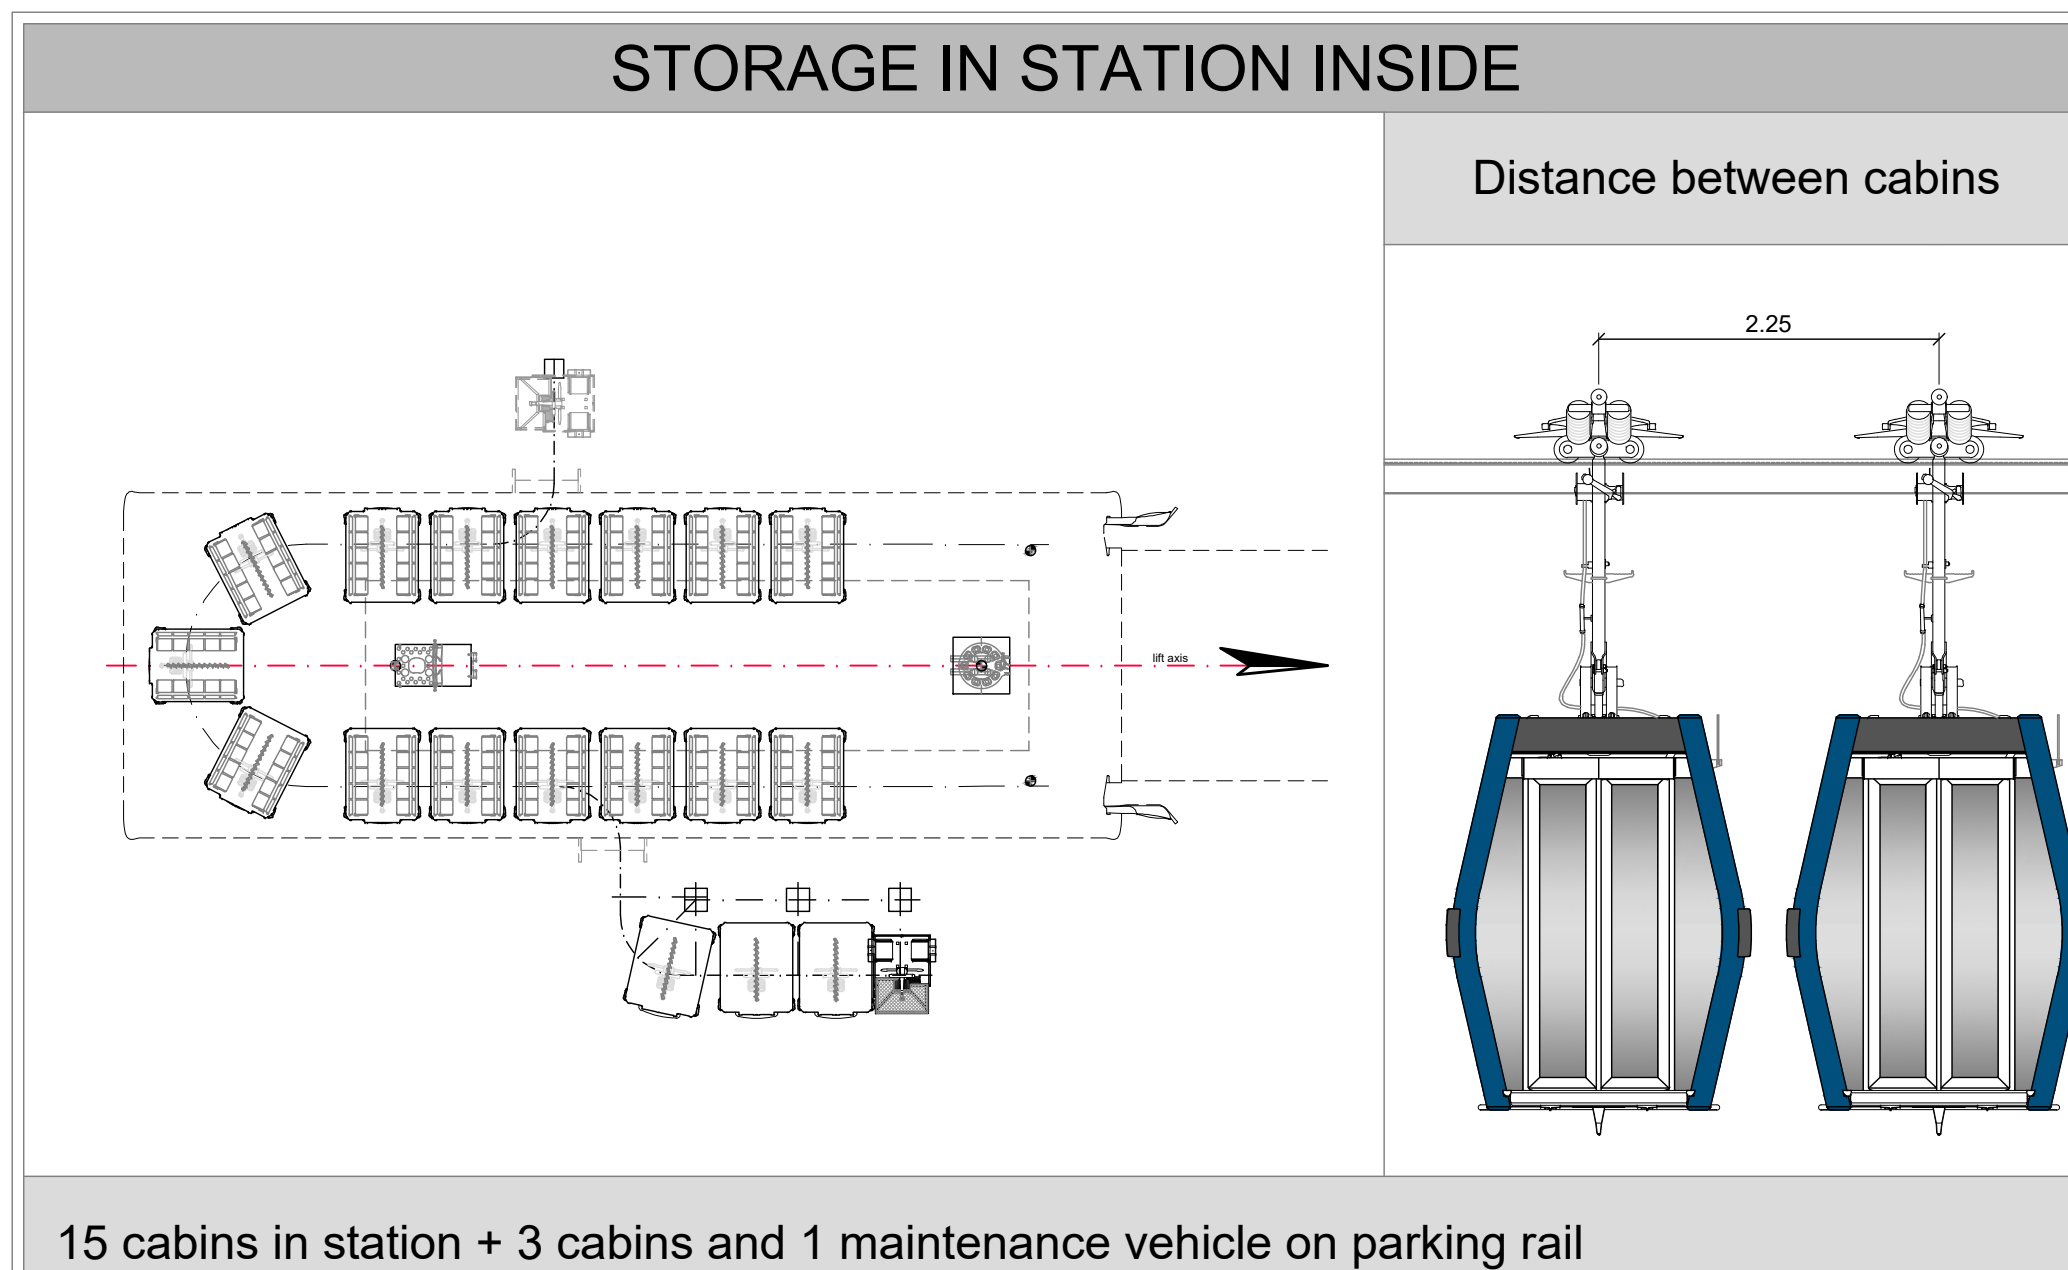 STORAGE IN STATION INSIDE
Distance between cabins
2.25
lift axis
15 cabins in station + 3 cabins and 1 maintenance vehicle on parking rail